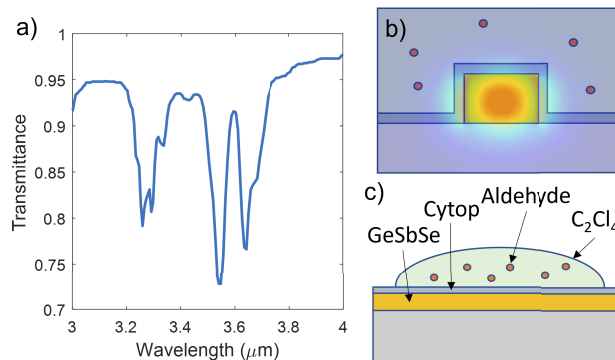 a)
1
0.95
0.9
0.85
0.8
0.75
0.7
Transmittance
3
3.2
3.4
3.6
3.8
4
Wavelength (μm)
b)
c)
Aldehyde
Cytop
C₂Cl₄
GeSbSe